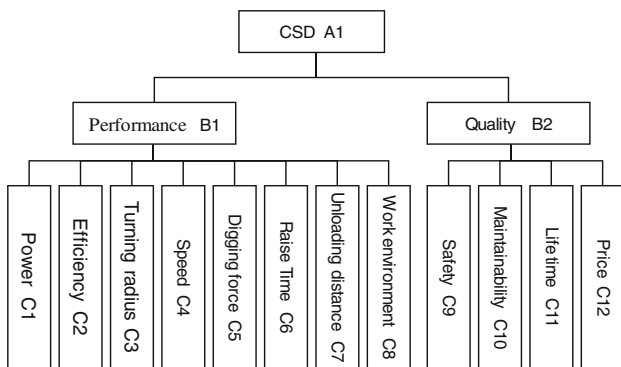 CSD A1
Performance B1
Quality B2
Power C1
Efficiency C2
Turning radius C3
Speed C4
Digging force C5
Raise Time C6
Unloading distance C7
Work environment C8
Safety C9
Maintainability C10
Life time C11
Price C12